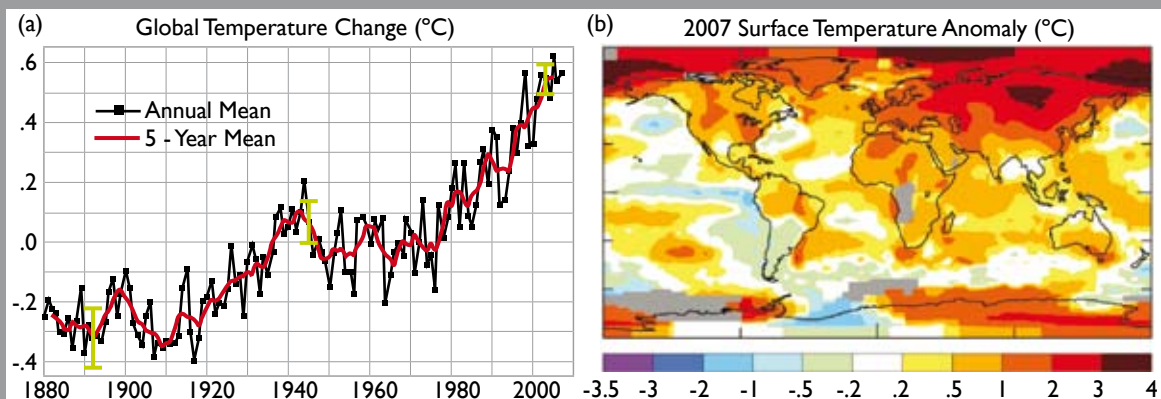 (a) Global Temperature Change (ºC)
.6
.4
.2
.0
-.2
-.4
Annual Mean
5 - Year Mean
1880 1900 1920 1940 1960 1980 2000
(b) 2007 Surface Temperature Anomaly (ºC)
-3.5 -3 -2 -1 -.5 -.2 .2 .5 1 2 3 4